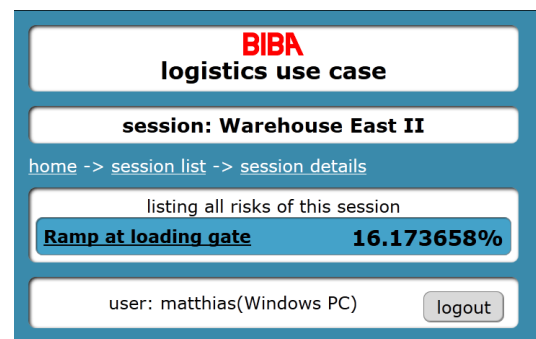 BIBA
logistics use case
session: Warehouse East II
home -> session list -> session details
listing all risks of this session
Ramp at loading gate 16.173658%
user: matthias(Windows PC) logout